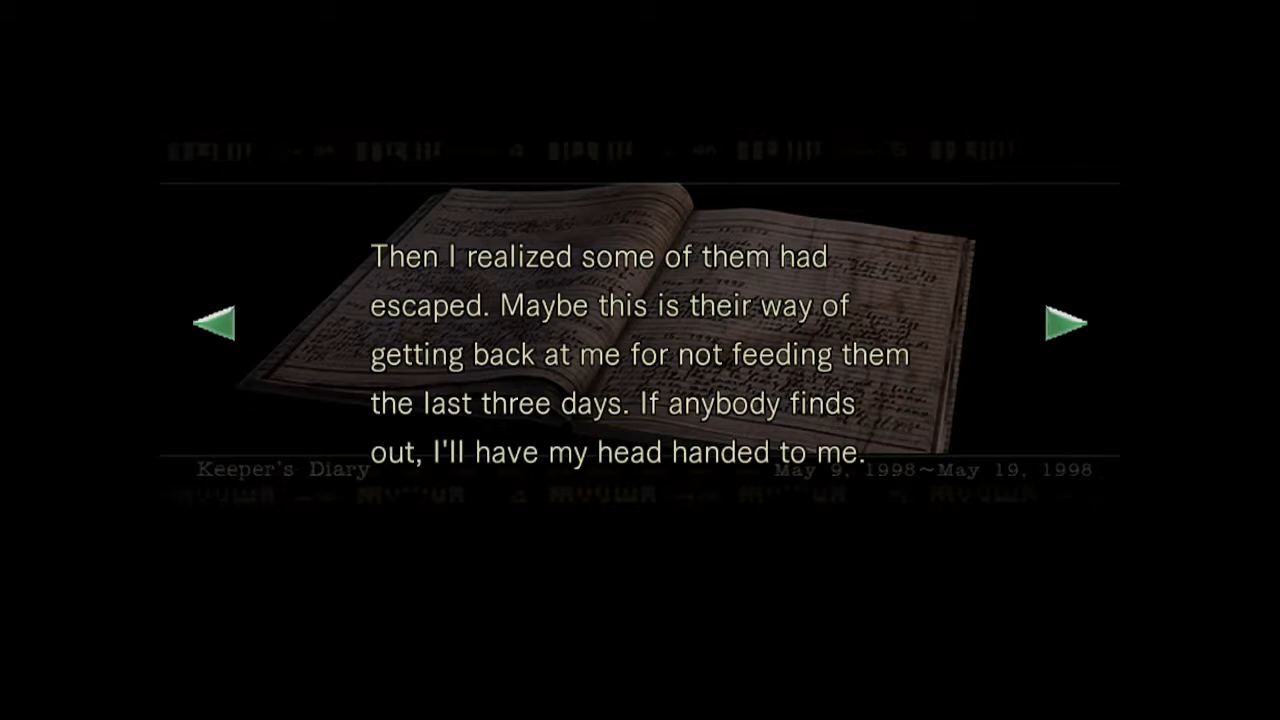 Then I realized some of them had
escaped. Maybe this is their way of
getting back at me for not feeding them
the last three days. If anybody finds
out, I'll have my head handed to me.
Keeper's Diary
May 9, 1998~May 19, 1998